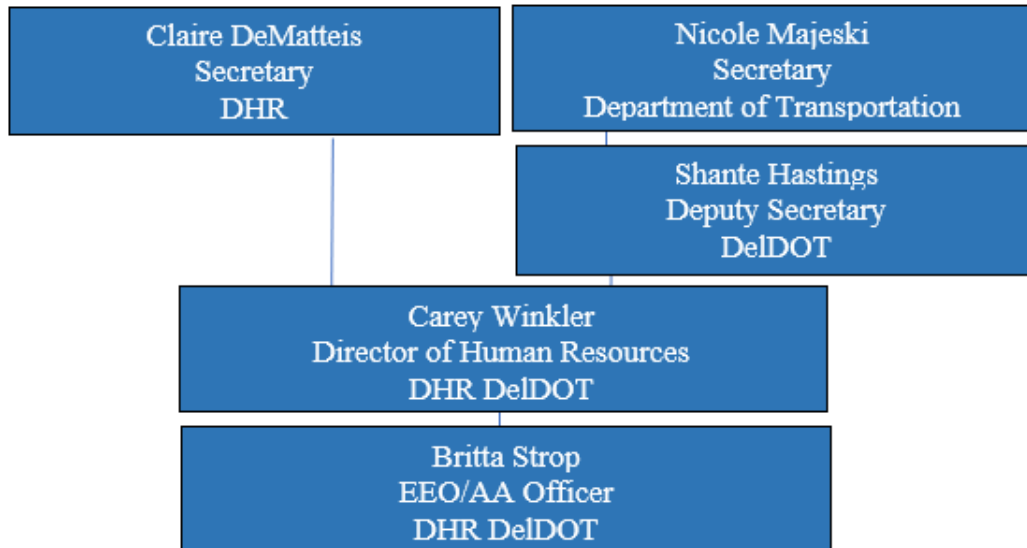 Claire DeMatteis
Secretary
DHR
Nicole Majeski
Secretary
Department of Transportation
Shante Hastings
Deputy Secretary
DelDOT
Carey Winkler
Director of Human Resources
DHR DelDOT
Britta Strop
EEO/AA Officer
DHR DelDOT